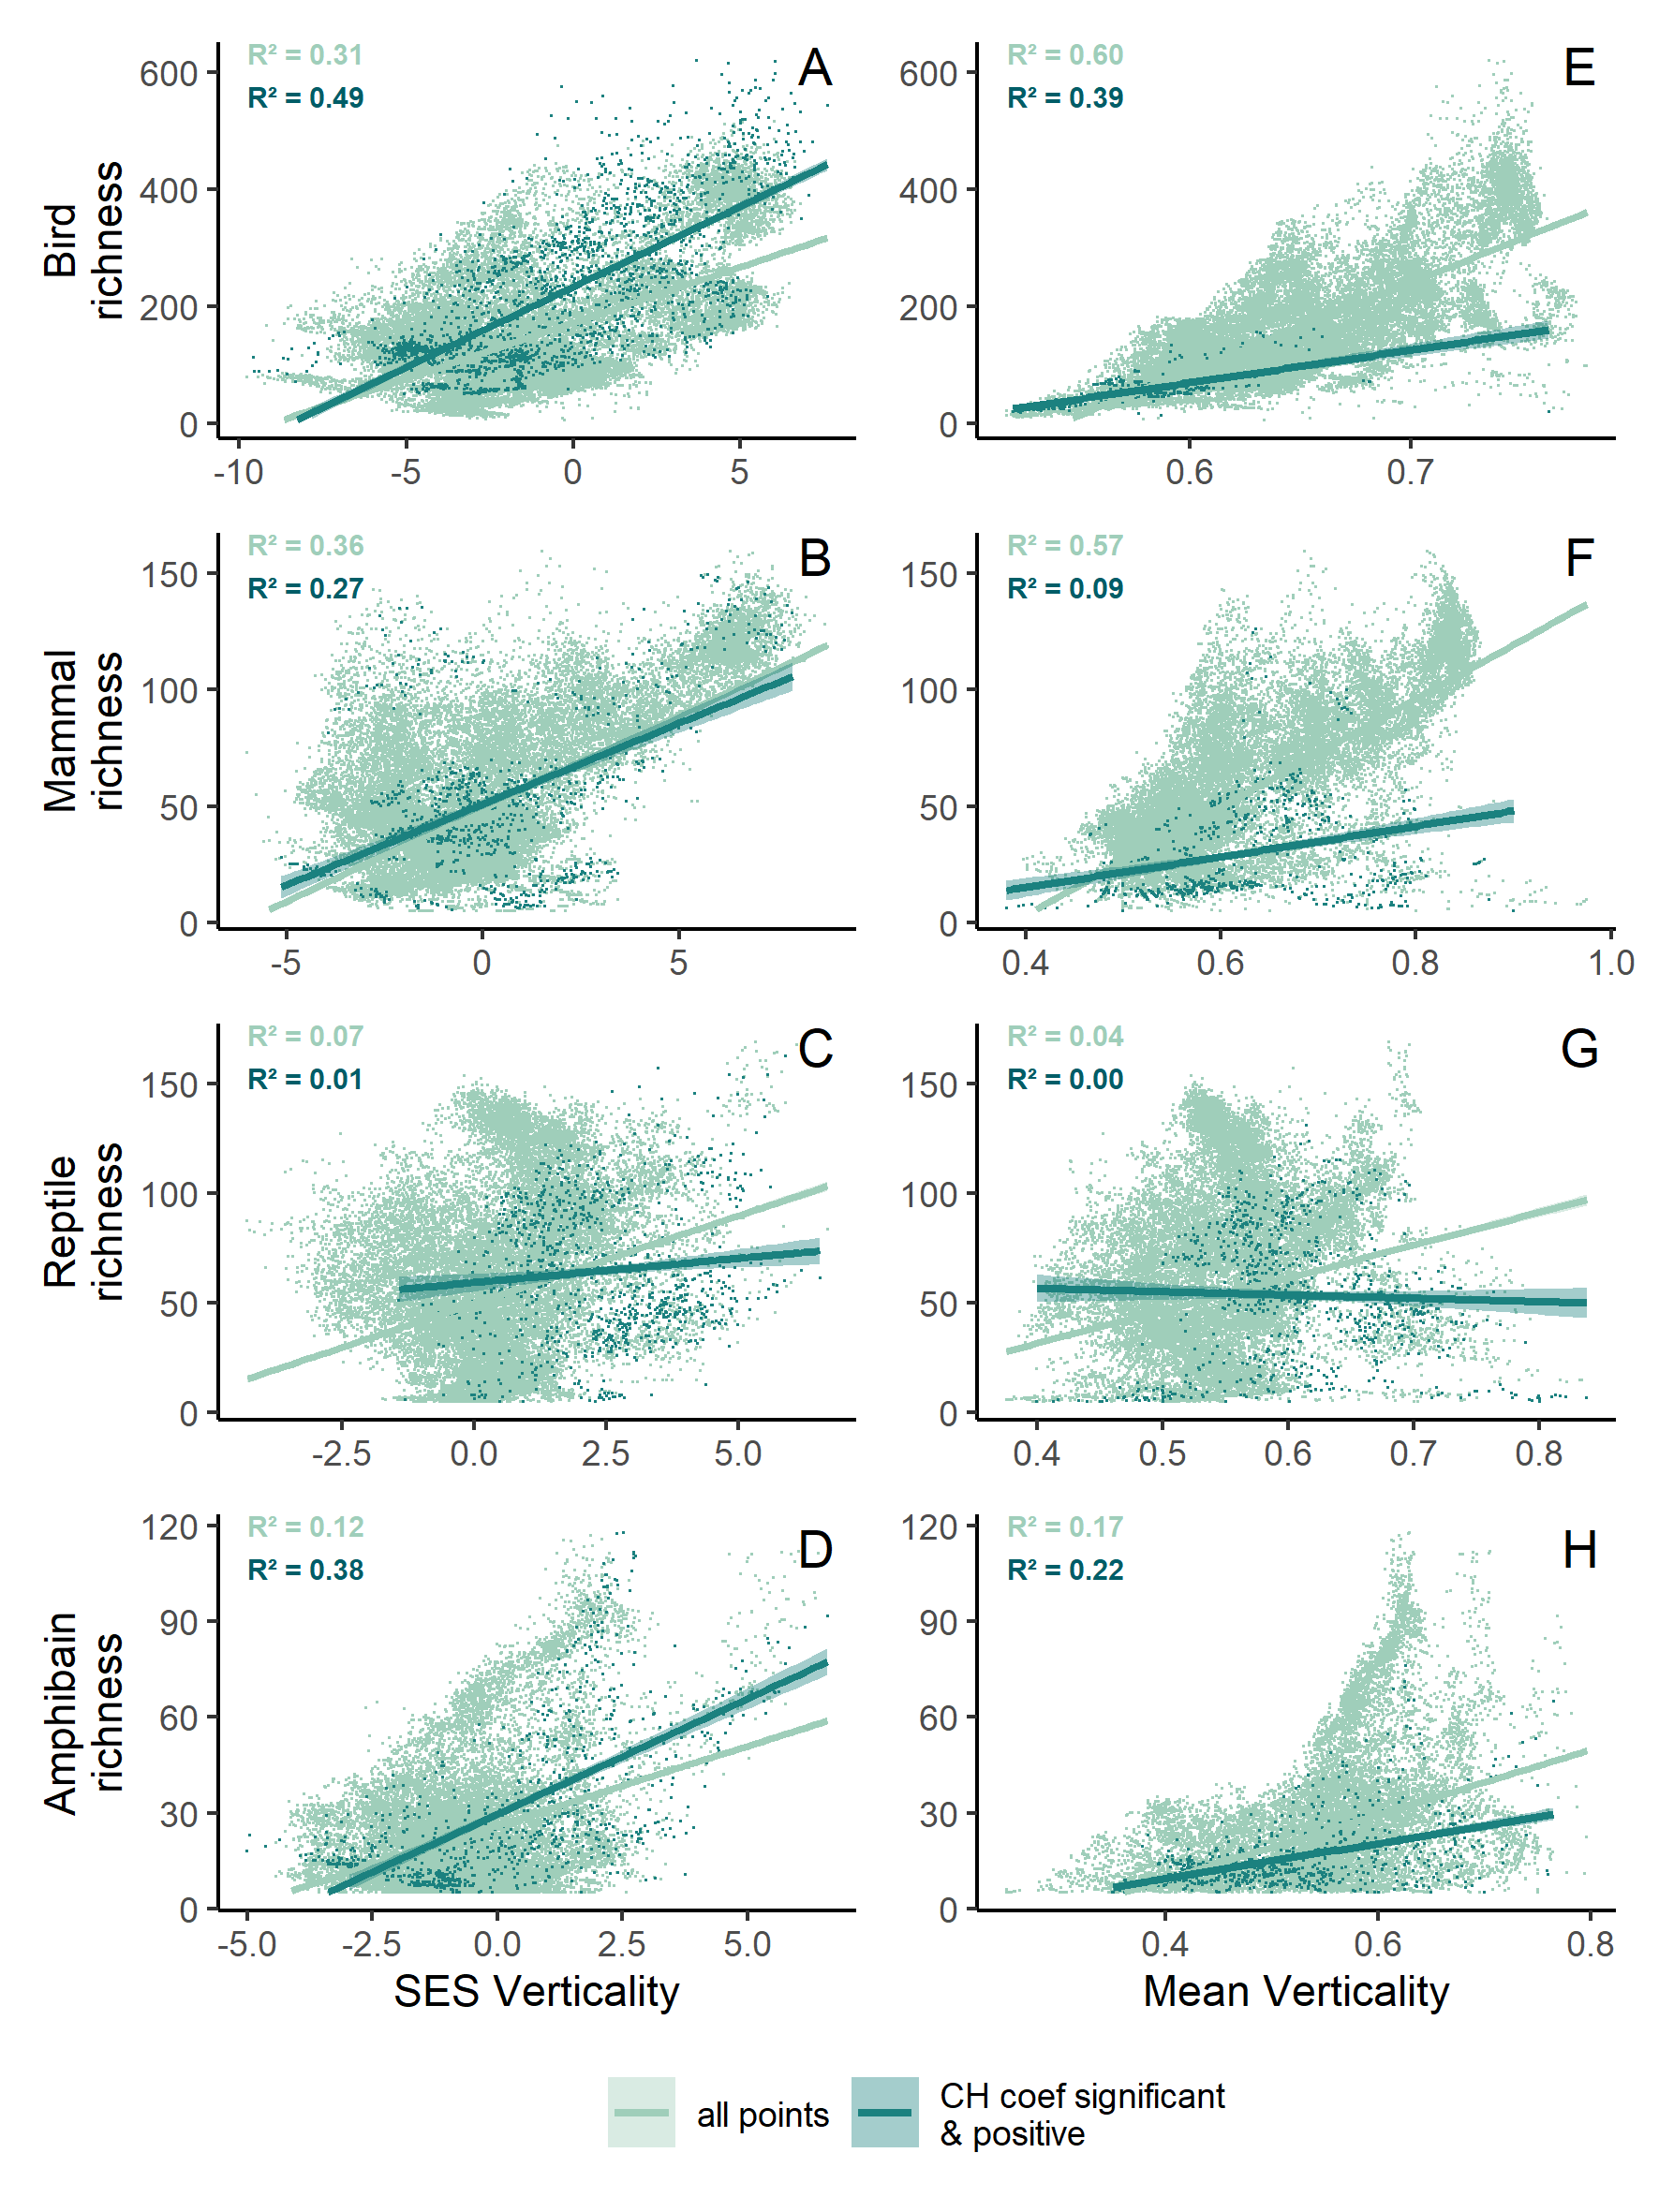 R² = 0.31
R² = 0.49
A
Bird
richness
600
400
200
0
-10
-5
0
5
R² = 0.60
R² = 0.39
E
600
400
200
0
0.6
0.7
R² = 0.36
R² = 0.27
B
Mammal
richness
150
100
50
0
-5
0
5
R² = 0.57
R² = 0.09
F
150
100
50
0
0.4
0.6
0.8
1.0
R² = 0.07
R² = 0.01
C
Reptile
richness
150
100
50
0
-2.5
0.0
2.5
5.0
R² = 0.04
R² = 0.00
G
150
100
50
0
0.4
0.5
0.6
0.7
0.8
R² = 0.12
R² = 0.38
D
Amphibain
richness
120
90
60
30
0
-5.0
-2.5
0.0
2.5
5.0
SES Verticality
R² = 0.17
R² = 0.22
H
120
90
60
30
0
0.4
0.6
0.8
Mean Verticality
all points
CH coef significant
& positive